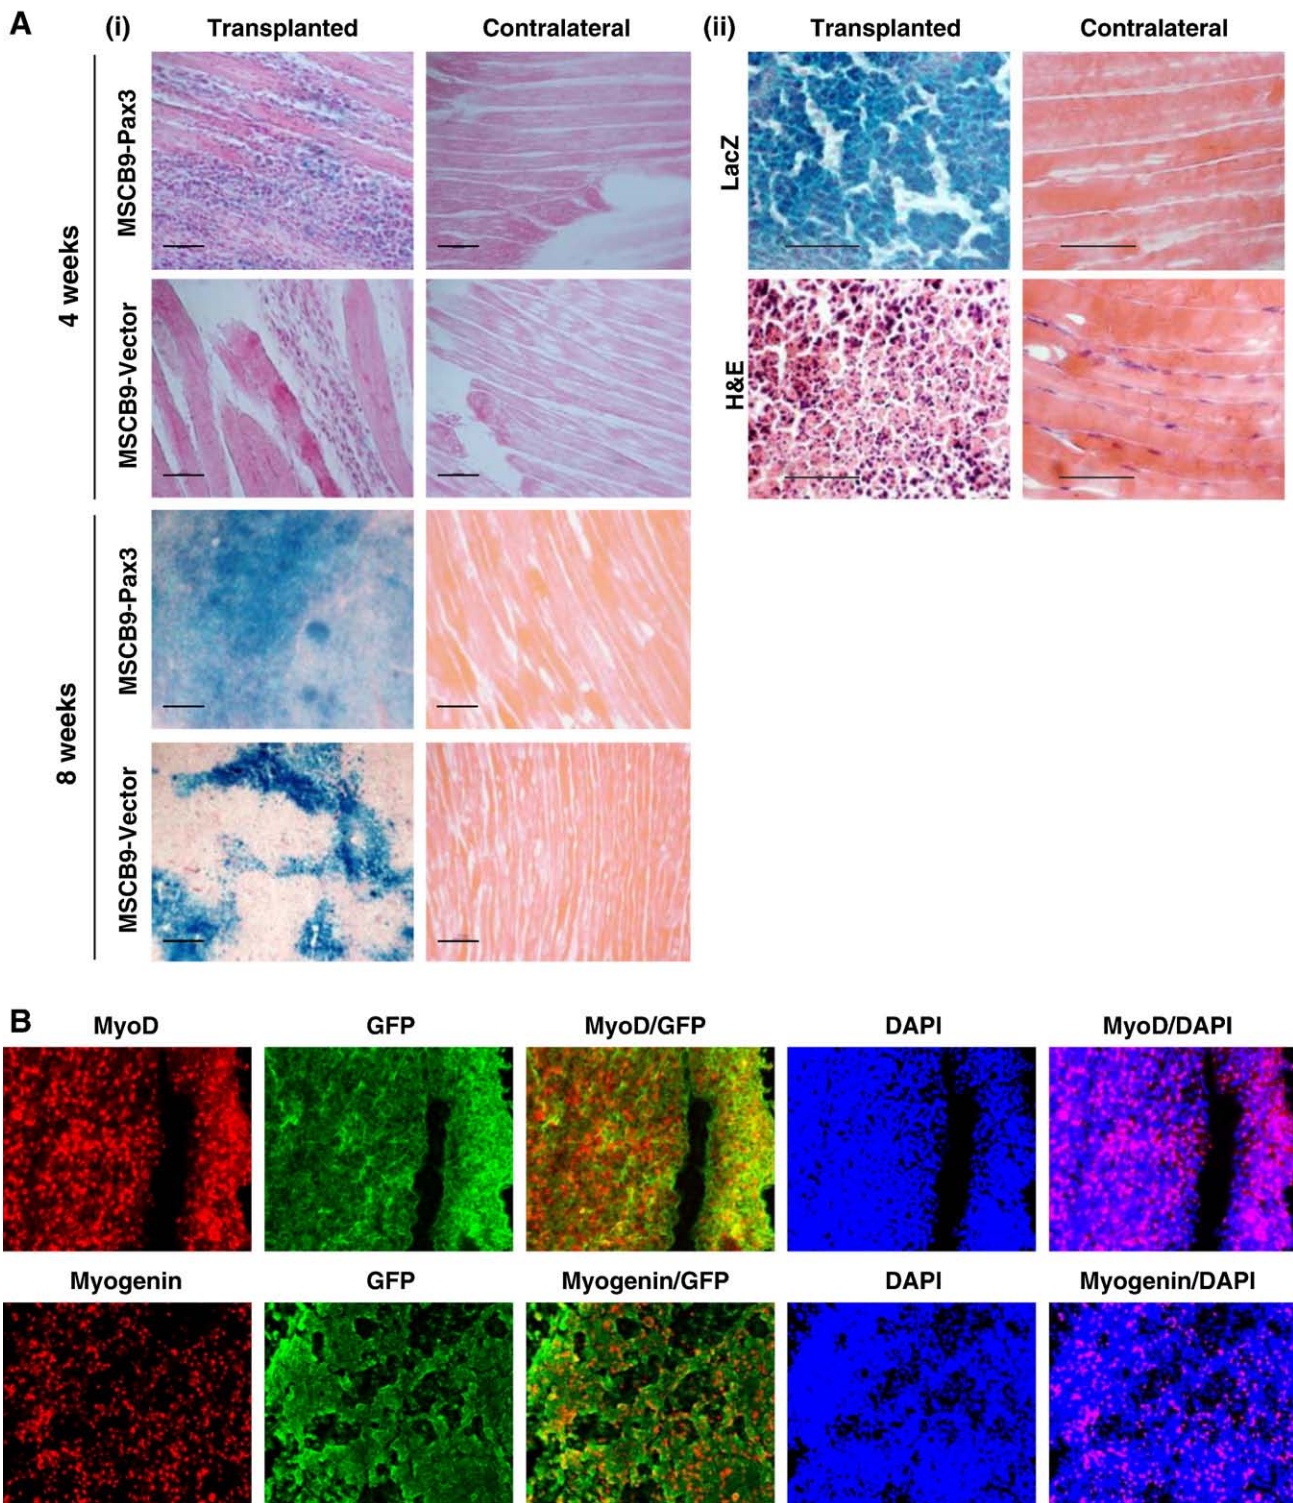 A
(i) Transplanted Contralateral (ii) Transplanted Contralateral
4 weeks
MSCB9-Pax3
MSCB9-Vector
LacZ
H&E
8 weeks
MSCB9-Pax3
MSCB9-Vector
B
MyoD GFP MyoD/GFP DAPI MyoD/DAPI
Myogenin GFP Myogenin/GFP DAPI Myogenin/DAPI